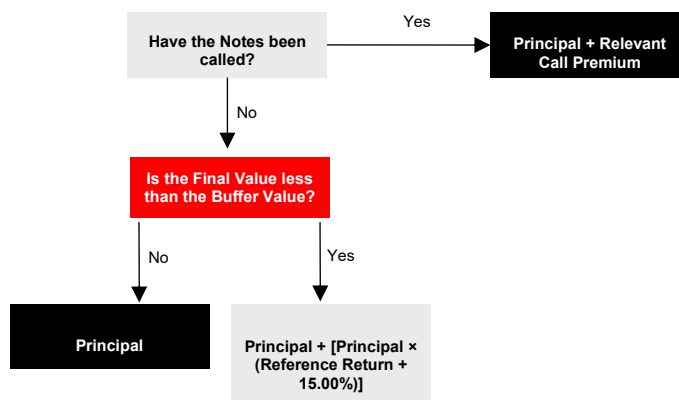 Have the Notes been
called?
Yes
Principal + Relevant
Call Premium
No
Is the Final Value less
than the Buffer Value?
No
Yes
Principal
Principal + [Principal ×
(Reference Return +
15.00%)]